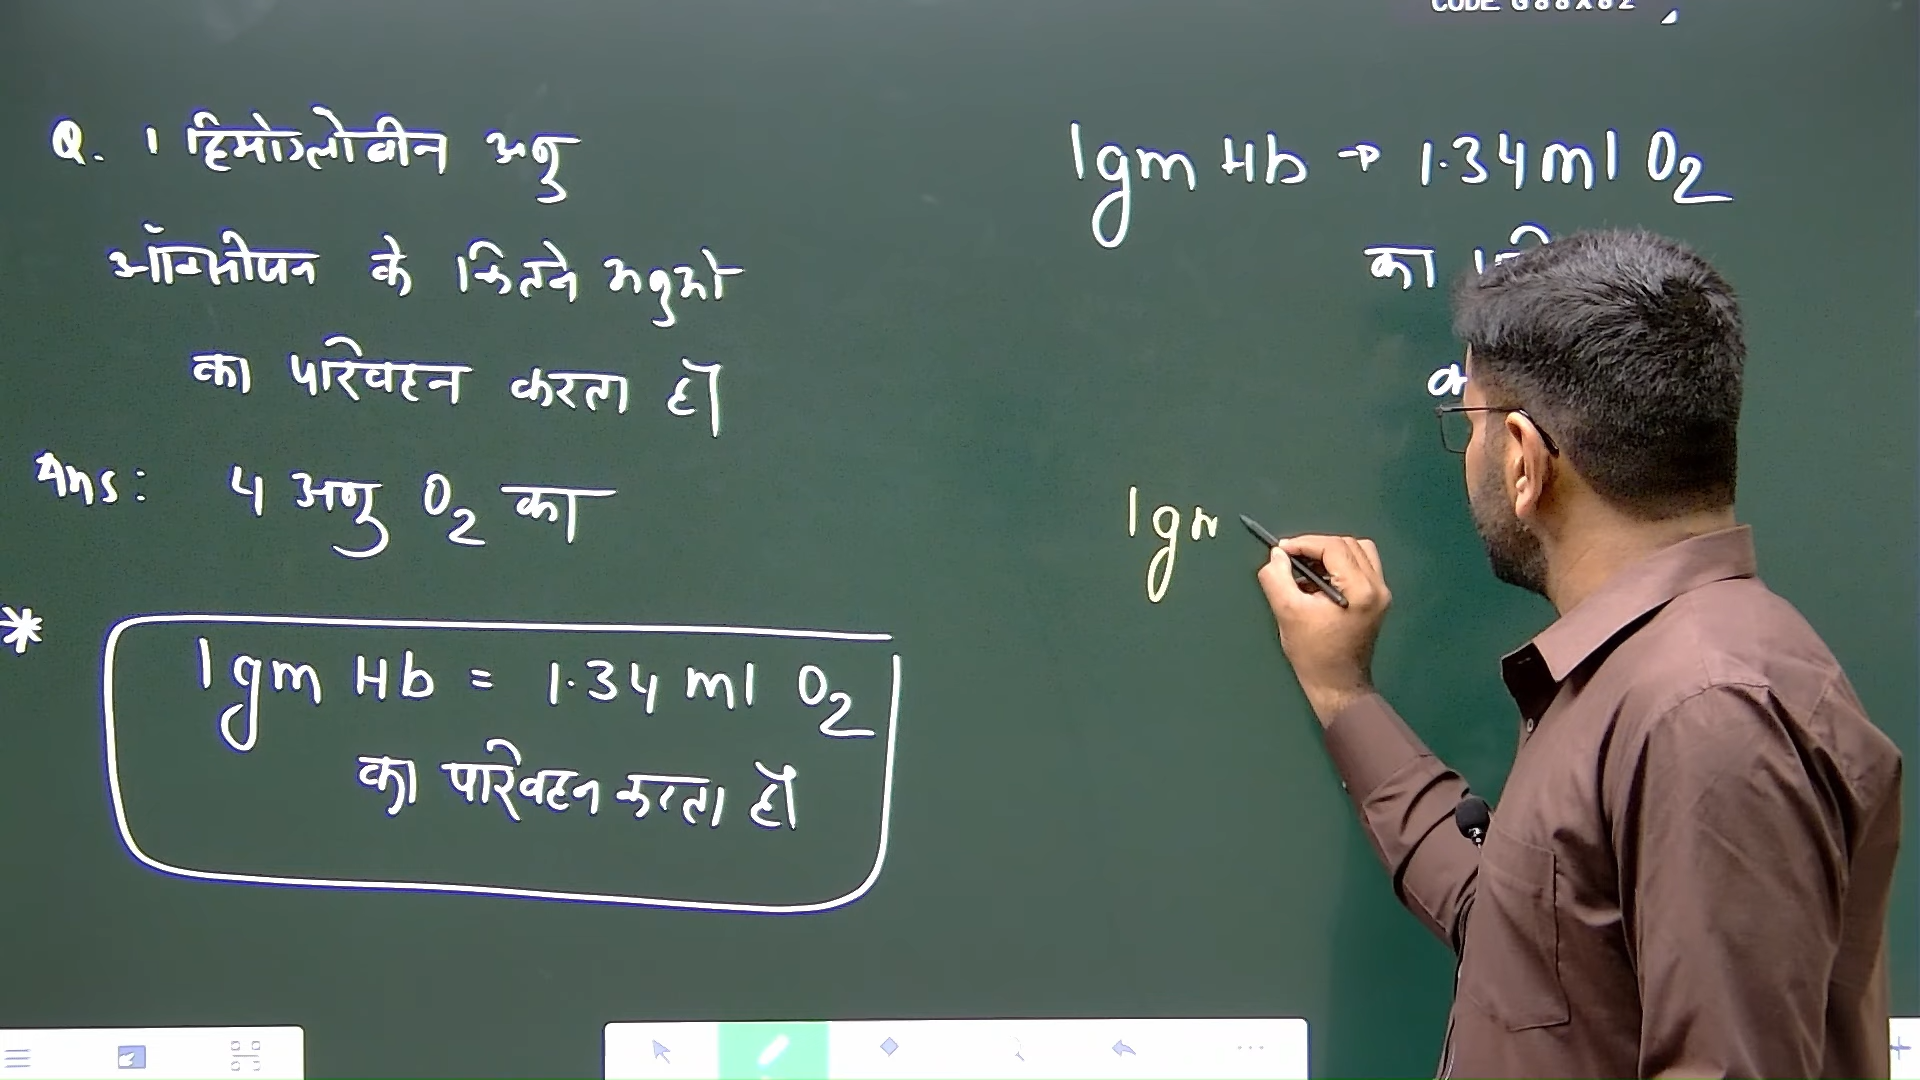 Q. 1 हिमोग्लोबीन अणु
ऑक्सीजन के कितने अणुओ
का परिवहन करता है।
Ans: 4 अणु O2 का
* 1gm Hb = 1.34 ml O2
का परिवहन करता है।
1gm Hb → 1.34 ml O2
का
1gm